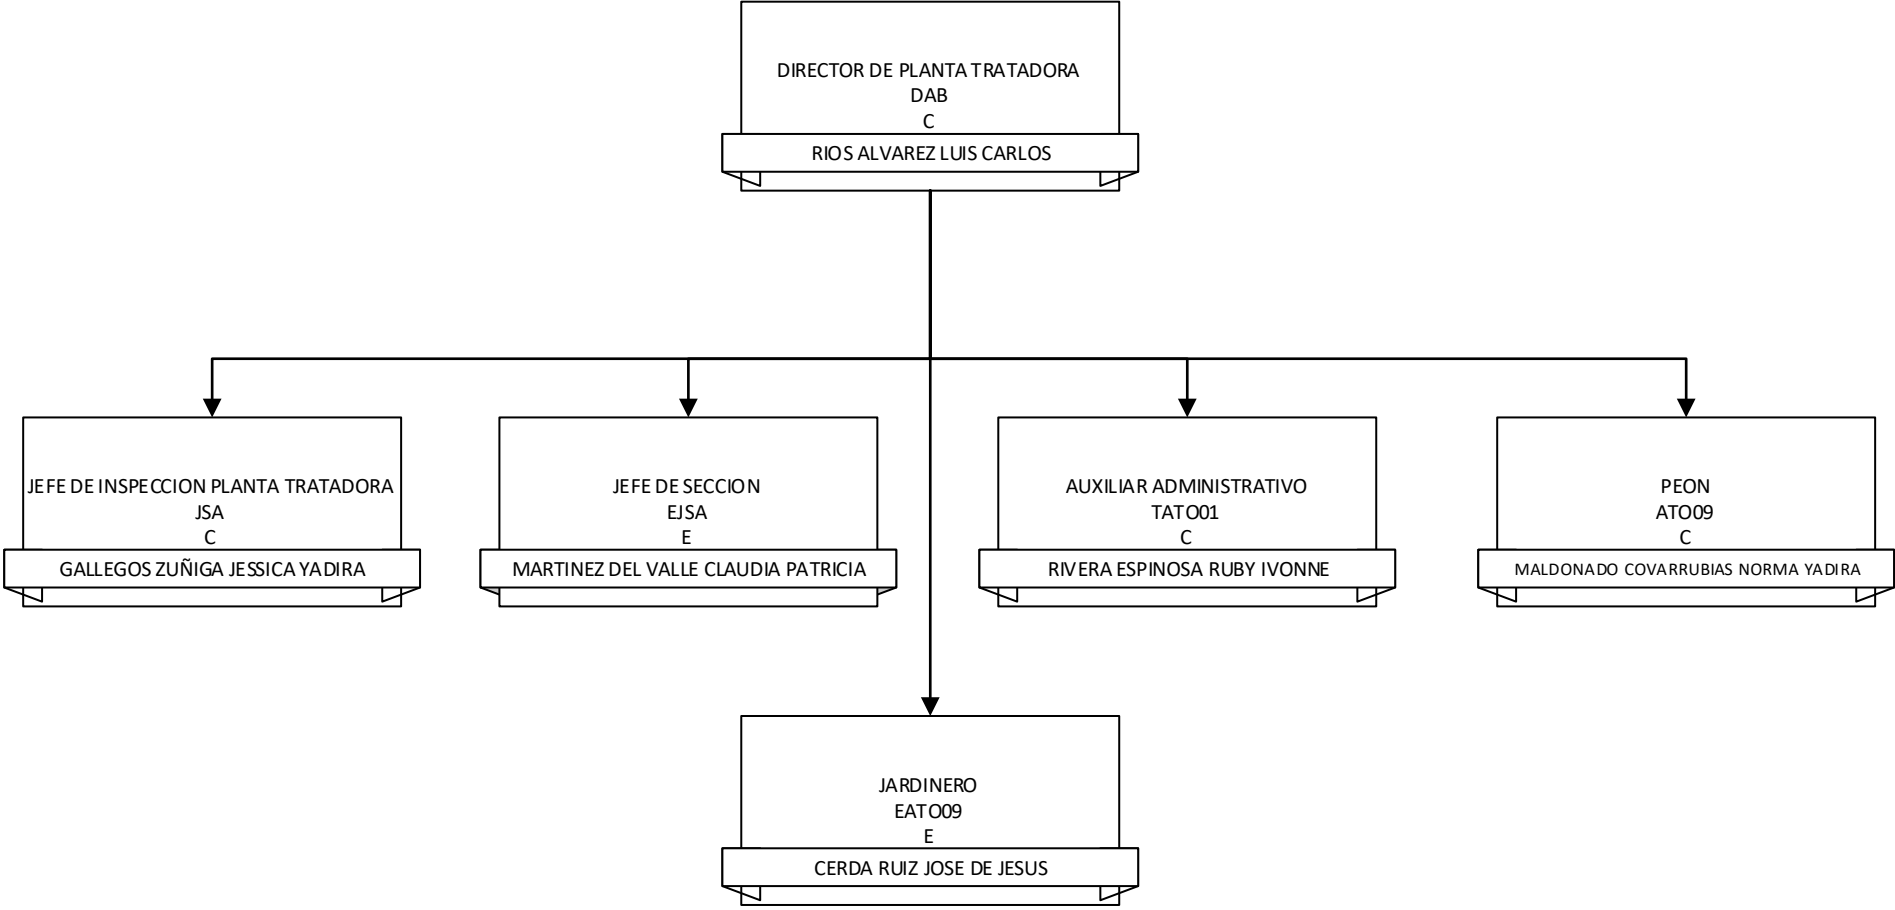 DIRECTOR DE PLANTA TRATADORA
DAB
C
RIOS ALVAREZ LUIS CARLOS
JEFE DE INSPECCION PLANTA TRATADORA
JSA
C
GALLEGOS ZUÑIGA JESSICA YADIRA
JEFE DE SECCION
EJSA
E
MARTINEZ DEL VALLE CLAUDIA PATRICIA
AUXILIAR ADMINISTRATIVO
TATO01
C
RIVERA ESPINOSA RUBY IVONNE
PEON
ATO09
C
MALDONADO COVARRUBIAS NORMA YADIRA
JARDINERO
EATO09
E
CERDA RUIZ JOSE DE JESUS